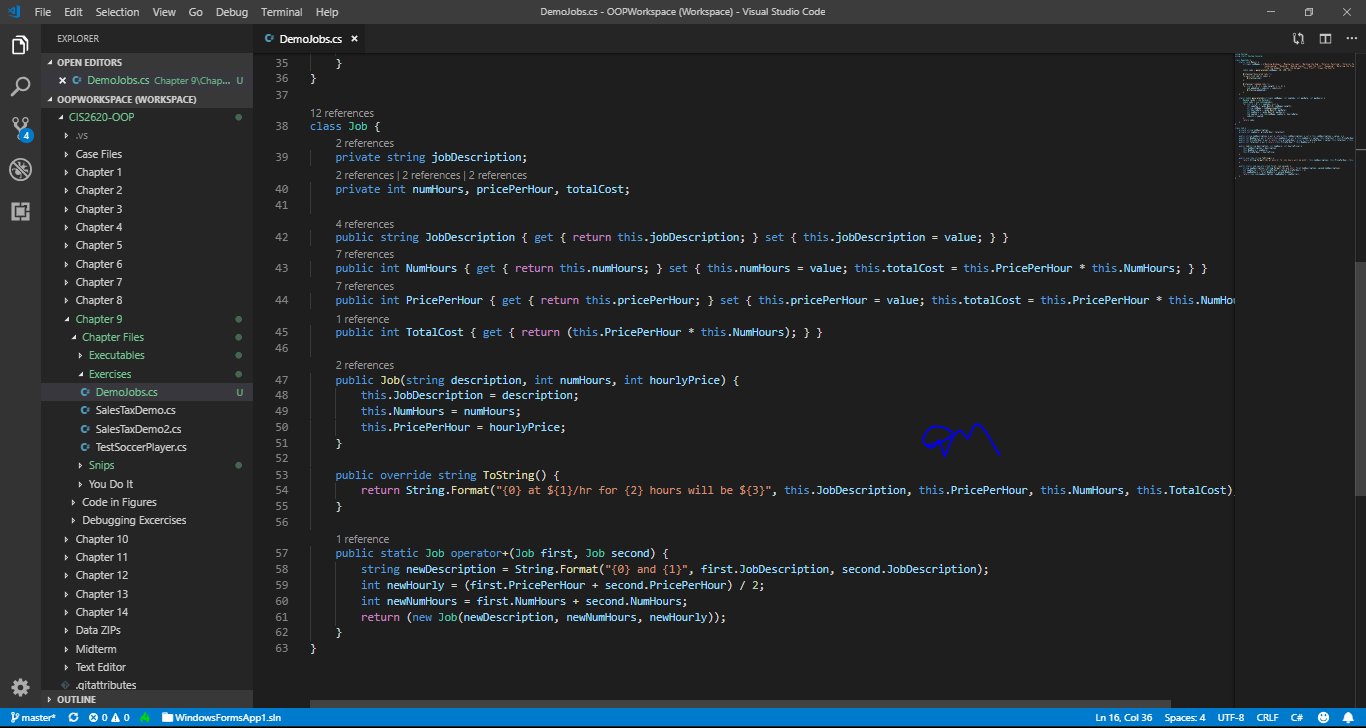 File Edit Selection View Go Debug Terminal Help
DemoJobs.cs - OOPWorkspace (Workspace) - Visual Studio Code
EXPLORER
OPEN EDITORS
DemoJobs.cs Chapter 9\Chap... U
OOPWORKSPACE (WORKSPACE)
CIS2620-OOP
.vs
Case Files
Chapter 1
Chapter 2
Chapter 3
Chapter 4
Chapter 5
Chapter 6
Chapter 7
Chapter 8
Chapter 9
Chapter Files
Executables
Exercises
DemoJobs.cs U
SalesTaxDemo.cs
SalesTaxDemo2.cs
TestSoccerPlayer.cs
Snips
You Do It
Code in Figures
Debugging Excercises
Chapter 10
Chapter 11
Chapter 12
Chapter 13
Chapter 14
Data ZIPs
Midterm
Text Editor
.gitattributes
OUTLINE
4
DemoJobs.cs
35 }
36 }
37
12 references
38 class Job {
2 references
39 private string jobDescription;
2 references | 2 references | 2 references
40 private int numHours, pricePerHour, totalCost;
41
4 references
42 public string JobDescription { get { return this.jobDescription; } set { this.jobDescription = value; } }
7 references
43 public int NumHours { get { return this.numHours; } set { this.numHours = value; this.totalCost = this.PricePerHour * this.NumHours; } }
7 references
44 public int PricePerHour { get { return this.pricePerHour; } set { this.pricePerHour = value; this.totalCost = this.PricePerHour * this.NumHou
1 reference
45 public int TotalCost { get { return (this.PricePerHour * this.NumHours); } }
46
2 references
47 public Job(string description, int numHours, int hourlyPrice) {
48 this.JobDescription = description;
49 this.NumHours = numHours;
50 this.PricePerHour = hourlyPrice;
51 }
52
53 public override string ToString() {
54 return String.Format("{0} at ${1}/hr for {2} hours will be ${3}", this.JobDescription, this.PricePerHour, this.NumHours, this.TotalCost)
55 }
56
1 reference
57 public static Job operator+(Job first, Job second) {
58 string newDescription = String.Format("{0} and {1}", first.JobDescription, second.JobDescription);
59 int newHourly = (first.PricePerHour + second.PricePerHour) / 2;
60 int newNumHours = first.NumHours + second.NumHours;
61 return (new Job(newDescription, newNumHours, newHourly));
62 }
63 }
master* 0 0 WindowsFormsApp1.sln
Ln 16, Col 36 Spaces: 4 UTF-8 CRLF C#